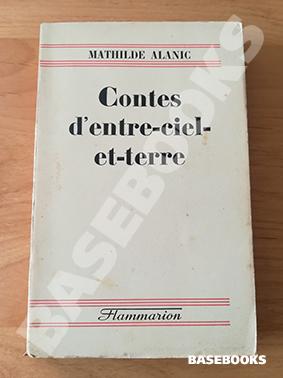 MATHILDE ALANIC
Contes
d'entre-ciel-
et-terre
Flammarion
BASEBOOKS
BASEBOOKS